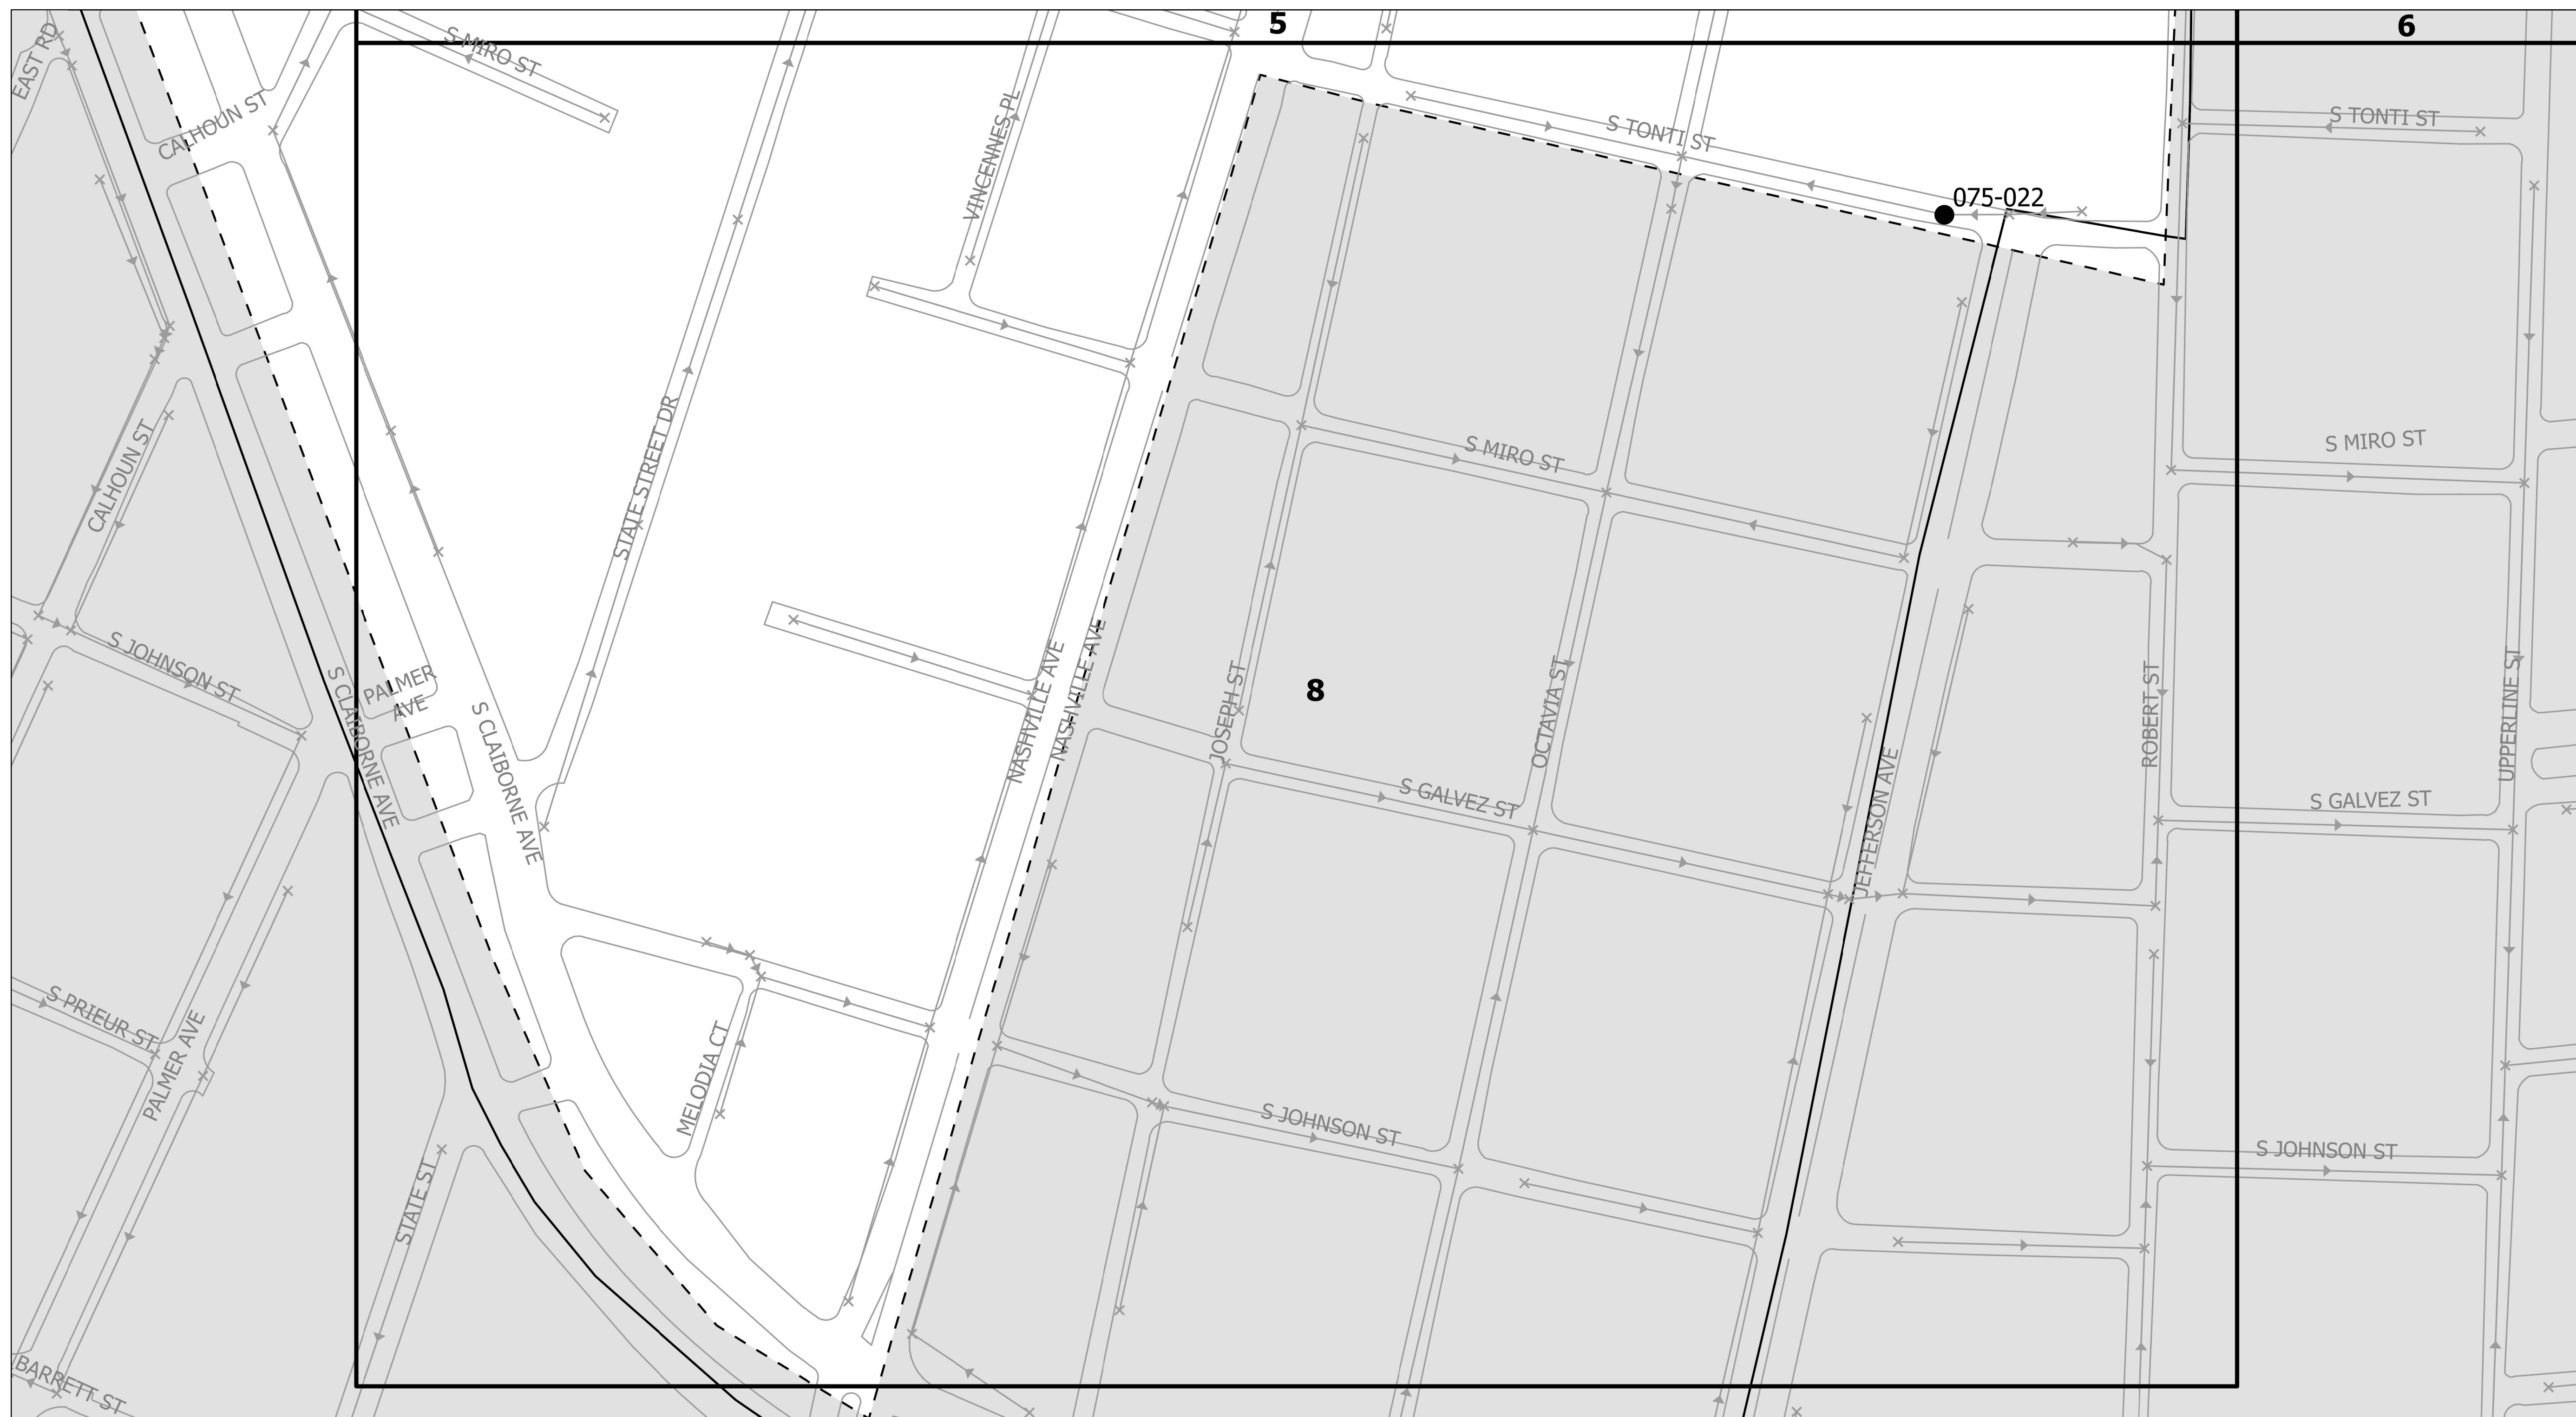 5
6
EAST RD
S MIRO ST
CALHOUN ST
VINCENNES PL
S TONTI ST
S TONTI ST
075-022
STATE STREET DR
CALHOUN ST
S MIRO ST
S MIRO ST
S JOHNSON ST
S CLAIBORNE AVE
PALMER
AVE
S CLAIBORNE AVE
NASHVILLE AVE
NASHVILLE AVE
JOSEPH ST
8
OCTAVIA ST
JEFFERSON AVE
ROBERT ST
UPPERLINE ST
S GALVEZ ST
S GALVEZ ST
S PRIEUR ST
PALMER AVE
MELODIA CT
S JOHNSON ST
S JOHNSON ST
STATE ST
BARRETT ST